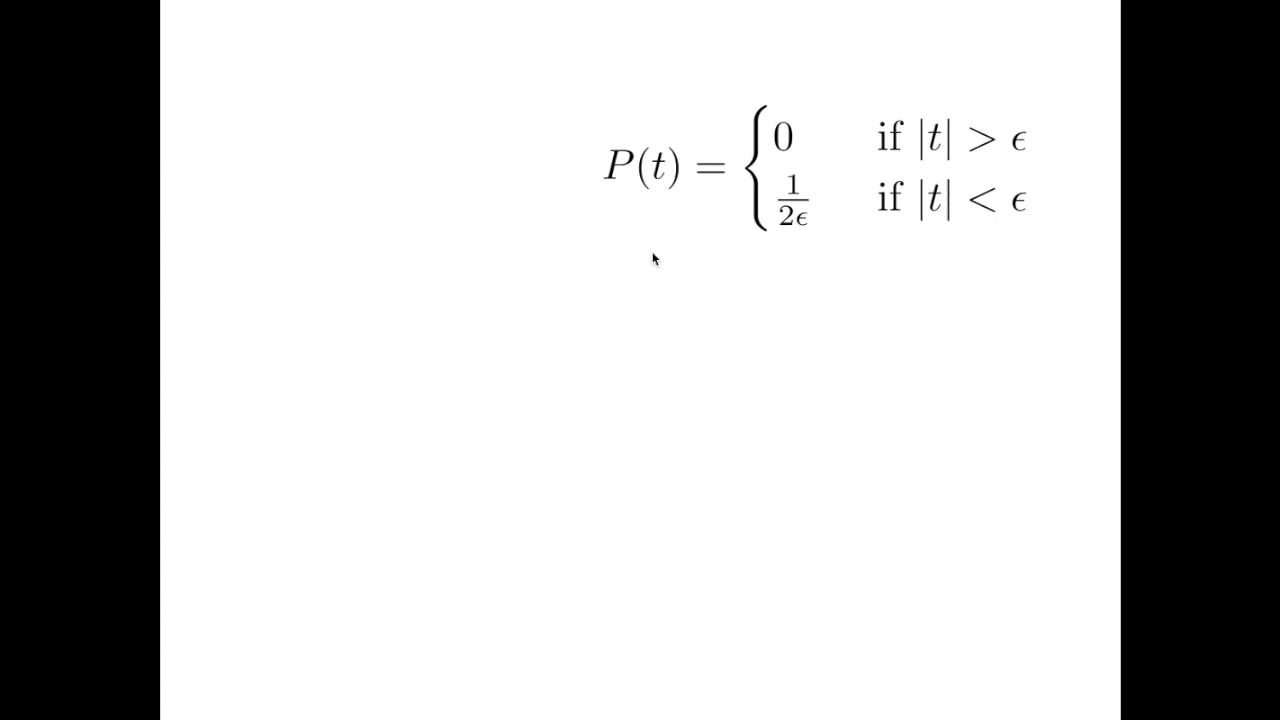 P(t) = { 0 if |t| > ϵ
1/2ϵ if |t| < ϵ